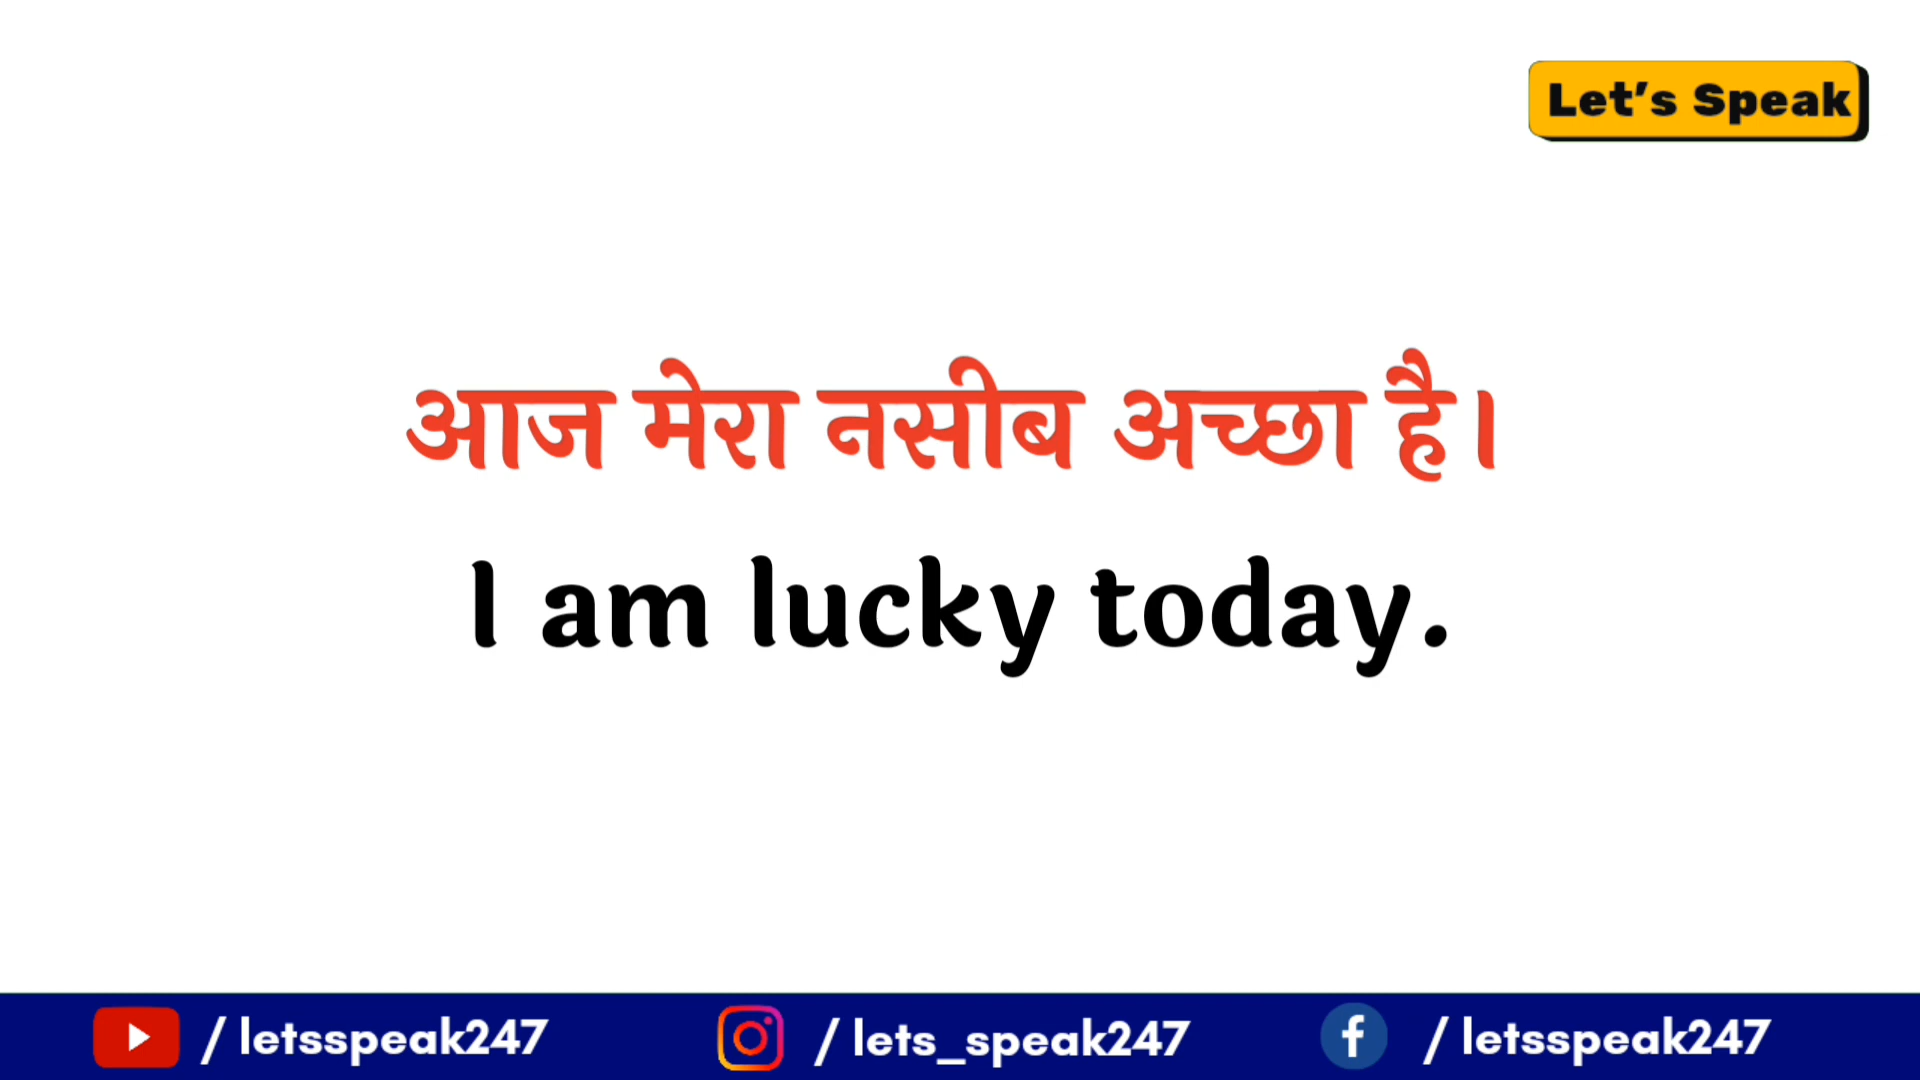 Let's Speak
आज मेरा नसीब अच्छा है।
I am lucky today.
/ letsspeak247 / lets_speak247 / letsspeak247